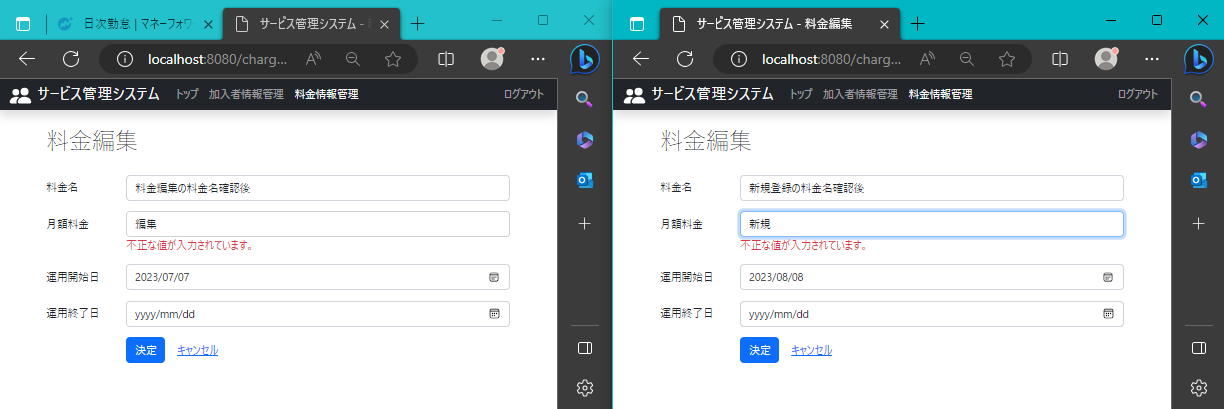 日次勤怠 | マネーフォワ
サービス管理システム -
localhost:8080/charg...
サービス管理システム トップ 加入者情報管理 料金情報管理 ログアウト
料金編集
料金名 料金編集の料金名確認後
月額料金 編集
不正な値が入力されています。
運用開始日 2023/07/07
運用終了日 yyyy/mm/dd
決定 キャンセル
サービス管理システム - 料金編集
localhost:8080/charg...
サービス管理システム トップ 加入者情報管理 料金情報管理 ログアウト
料金編集
料金名 新規登録の料金名確認後
月額料金 新規
不正な値が入力されています。
運用開始日 2023/08/08
運用終了日 yyyy/mm/dd
決定 キャンセル